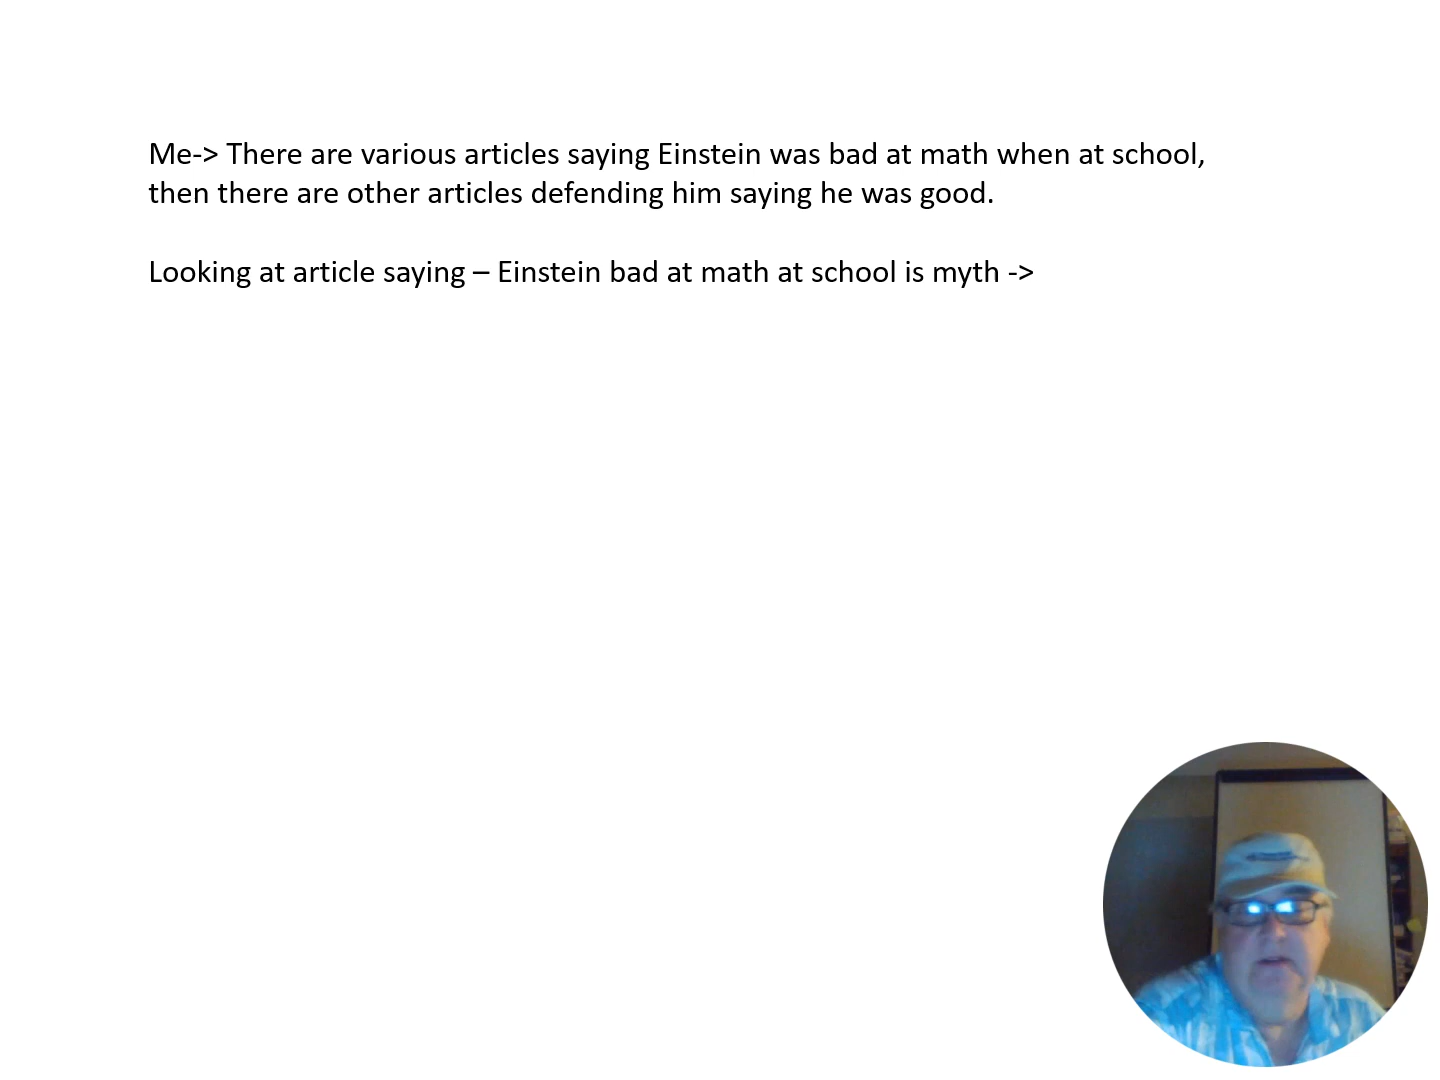 Me-> There are various articles saying Einstein was bad at math when at school,
then there are other articles defending him saying he was good.
Looking at article saying – Einstein bad at math at school is myth ->